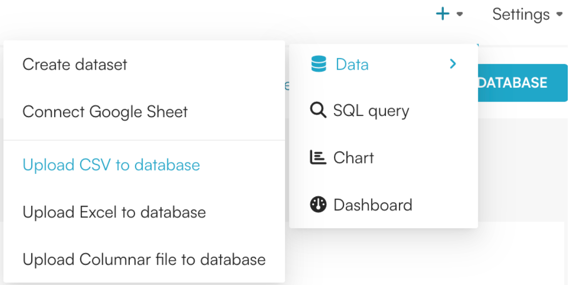 + Settings
Create dataset
Data
DATABASE
Connect Google Sheet
SQL query
Upload CSV to database
Chart
Upload Excel to database
Dashboard
Upload Columnar file to database